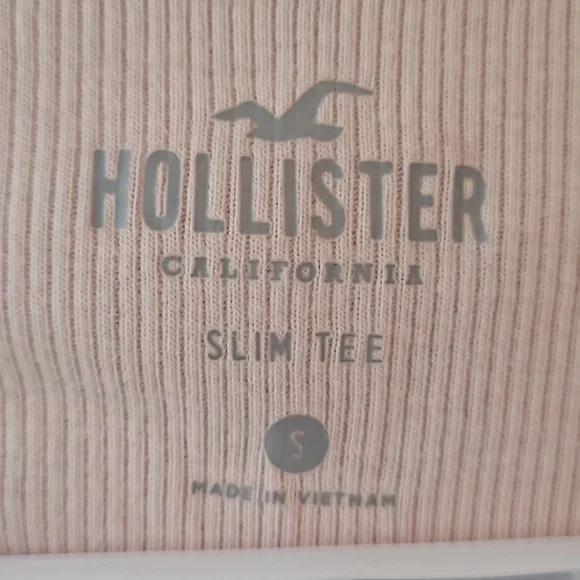 HOLLISTER
CALIFORNIA
SLIM TEE
S
MADE IN VIETNAM